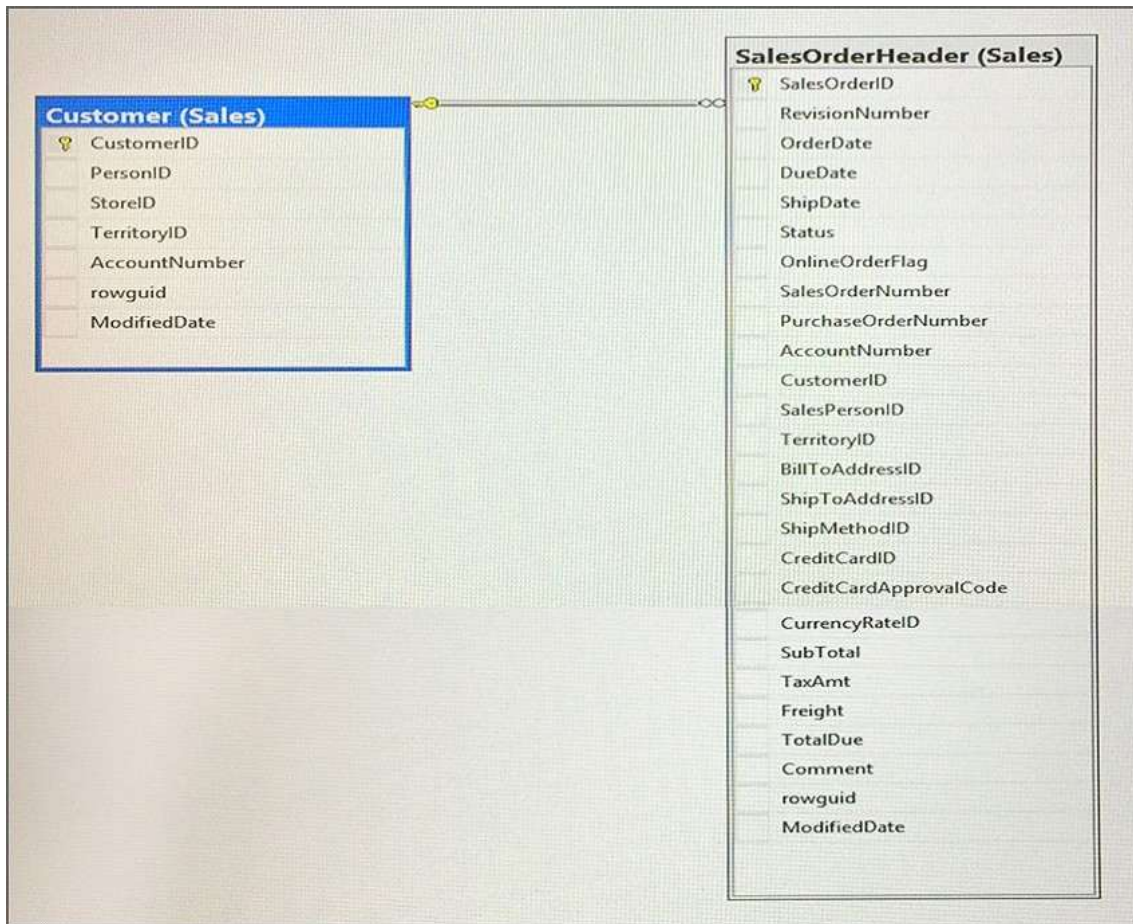 Customer (Sales)
CustomerID
PersonID
StoreID
TerritoryID
AccountNumber
rowguid
ModifiedDate
SalesOrderHeader (Sales)
SalesOrderID
RevisionNumber
OrderDate
DueDate
ShipDate
Status
OnlineOrderFlag
SalesOrderNumber
PurchaseOrderNumber
AccountNumber
CustomerID
SalesPersonID
TerritoryID
BillToAddressID
ShipToAddressID
ShipMethodID
CreditCardID
CreditCardApprovalCode
CurrencyRateID
SubTotal
TaxAmt
Freight
TotalDue
Comment
rowguid
ModifiedDate